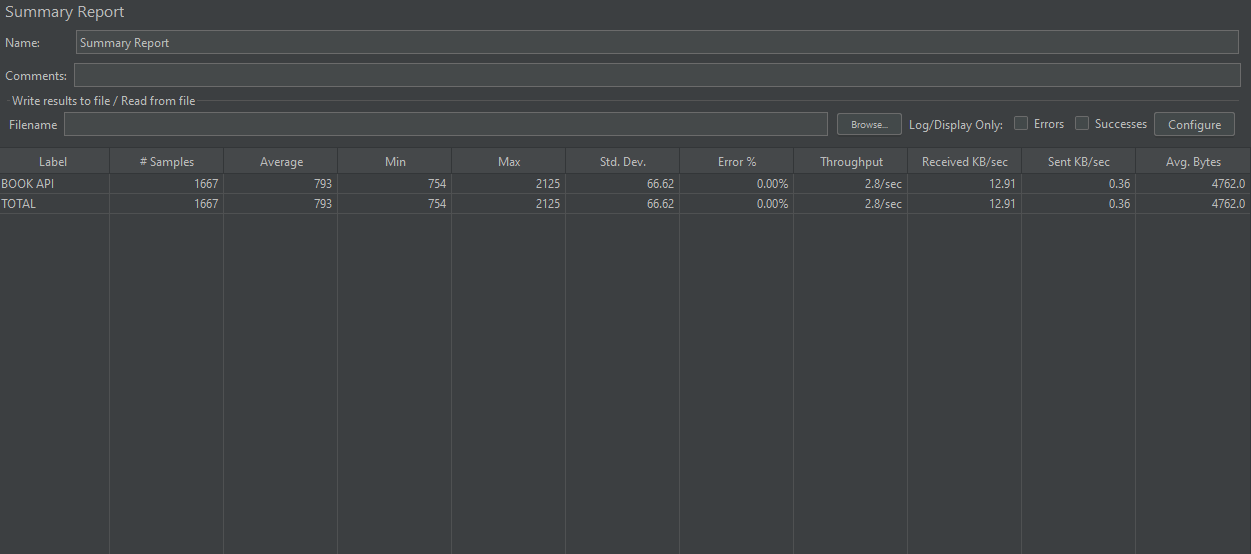 Summary Report
Name: Summary Report
Comments:
Write results to file / Read from file
Filename Browse... Log/Display Only: Errors Successes Configure
Label # Samples Average Min Max Std. Dev. Error % Throughput Received KB/sec Sent KB/sec Avg. Bytes
BOOK API 1667 793 754 2125 66.62 0.00% 2.8/sec 12.91 0.36 4762.0
TOTAL 1667 793 754 2125 66.62 0.00% 2.8/sec 12.91 0.36 4762.0